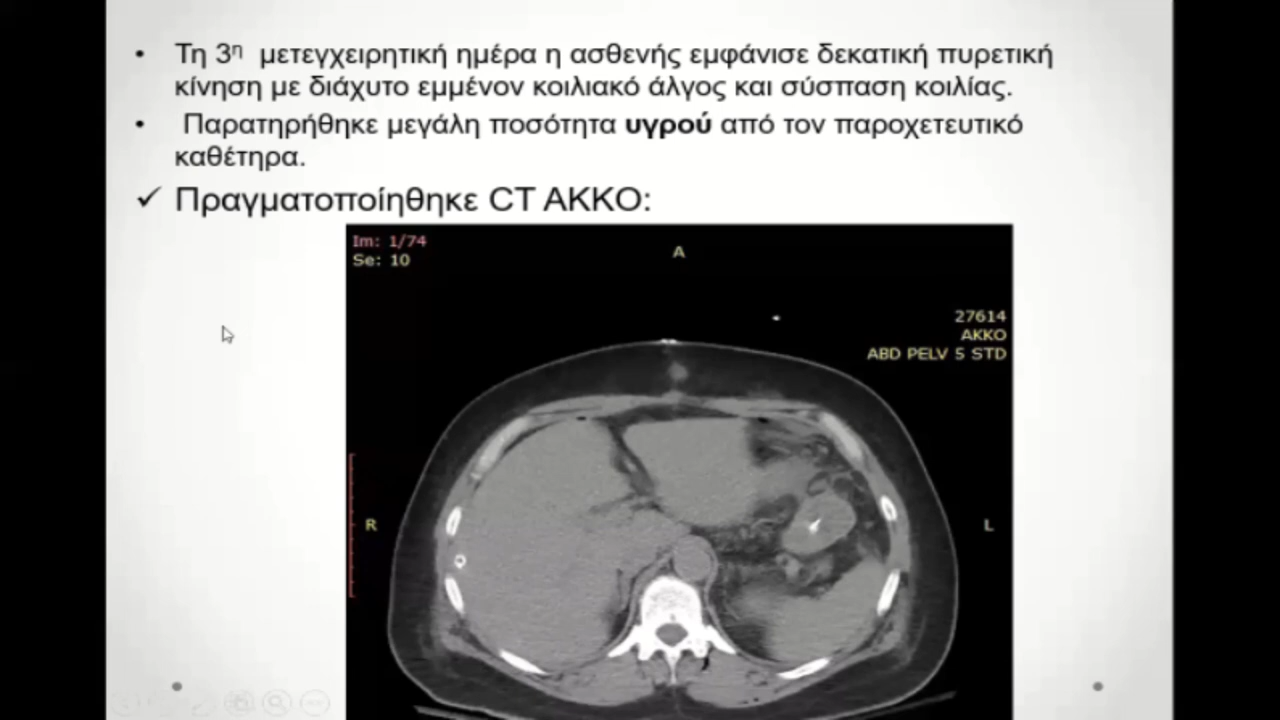 • Τη 3η μετεγχειρητική ημέρα η ασθενής εμφάνισε δεκατική πυρετική
κίνηση με διάχυτο εμμένον κοιλιακό άλγος και σύσπαση κοιλίας.
• Παρατηρήθηκε μεγάλη ποσότητα υγρού από τον παροχετευτικό
καθέτηρα.
✓ Πραγματοποίηθηκε CT AKKO:
Im: 1/74
Se: 10
A
27614
AKKO
ABD PELV 5 STD
R
L